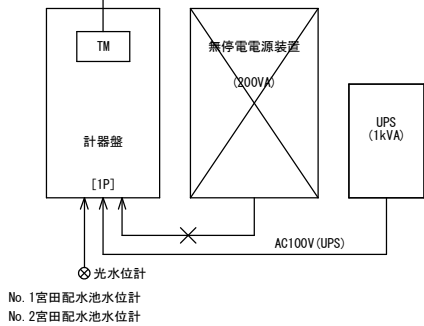 TM
無停電電源装置
(200VA)
UPS
(1kVA)
計器盤
[1P]
AC100V(UPS)
光水位計
No.1宮田配水池水位計
No.2宮田配水池水位計